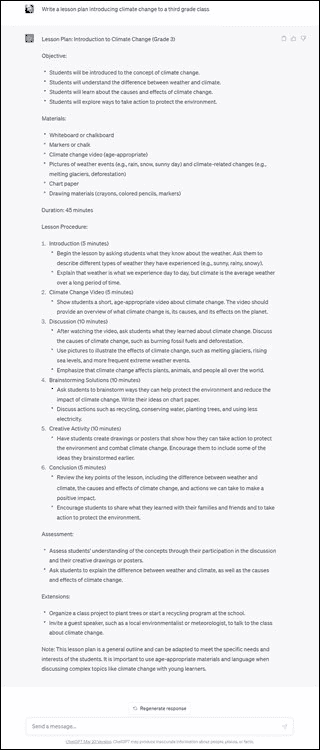 Write a lesson plan introducing climate change to a third grade class
Lesson Plan: Introduction to Climate Change (Grade 3)
Objective:
• Students will be introduced to the concept of climate change.
• Students will understand the difference between weather and climate.
• Students will learn about the causes and effects of climate change.
• Students will explore ways to take action to protect the environment.
Materials:
• Whiteboard or chalkboard
• Markers or chalk
• Climate change video (age-appropriate)
• Pictures of weather events (e.g., rain, snow, sunny day) and climate-related changes (e.g.,
melting glaciers, deforestation)
• Chart paper
• Drawing materials (crayons, colored pencils, markers)
Duration: 45 minutes
Lesson Procedure:
1. Introduction (5 minutes)
• Begin the lesson by asking students what they know about the weather. Ask them to
describe different types of weather they have experienced (e.g., sunny, rainy, snowy).
• Explain that weather is what we experience day to day, but climate is the average weather
over a long period of time.
2. Climate Change Video (5 minutes)
• Show students a short, age-appropriate video about climate change. The video should
provide an overview of what climate change is, its causes, and its effects on the planet.
3. Discussion (10 minutes)
• After watching the video, ask students what they learned about climate change. Discuss
the causes of climate change, such as burning fossil fuels and deforestation.
• Use pictures to illustrate the effects of climate change, such as melting glaciers, rising
sea levels, and more frequent extreme weather events.
• Emphasize that climate change affects plants, animals, and people all over the world.
4. Brainstorming Solutions (10 minutes)
• Ask students to brainstorm ways they can help protect the environment and reduce the
impact of climate change. Write their ideas on chart paper.
• Discuss actions such as recycling, conserving water, planting trees, and using less
electricity.
5. Creative Activity (10 minutes)
• Have students create drawings or posters that show how they can take action to protect
the environment and combat climate change. Encourage them to include some of the
ideas they brainstormed earlier.
6. Conclusion (5 minutes)
• Review the key points of the lesson, including the difference between weather and
climate, the causes and effects of climate change, and actions we can take to make a
positive impact.
• Encourage students to share what they learned with their families and friends and to take
action to protect the environment.
Assessment:
• Assess students' understanding of the concepts through their participation in the discussion
and their creative drawings or posters.
• Ask students to explain the difference between weather and climate, as well as the causes
and effects of climate change.
Extensions:
• Organize a class project to plant trees or start a recycling program at the school.
• Invite a guest speaker, such as a local environmentalist or meteorologist, to talk to the class
about climate change.
Note: This lesson plan is a general outline and can be adapted to meet the specific needs and
interests of the students. It is important to use age-appropriate materials and language when
discussing complex topics like climate change with young learners.
Regenerate response
Send a message...
ChatGPT may produce inaccurate information about people, places, or facts.